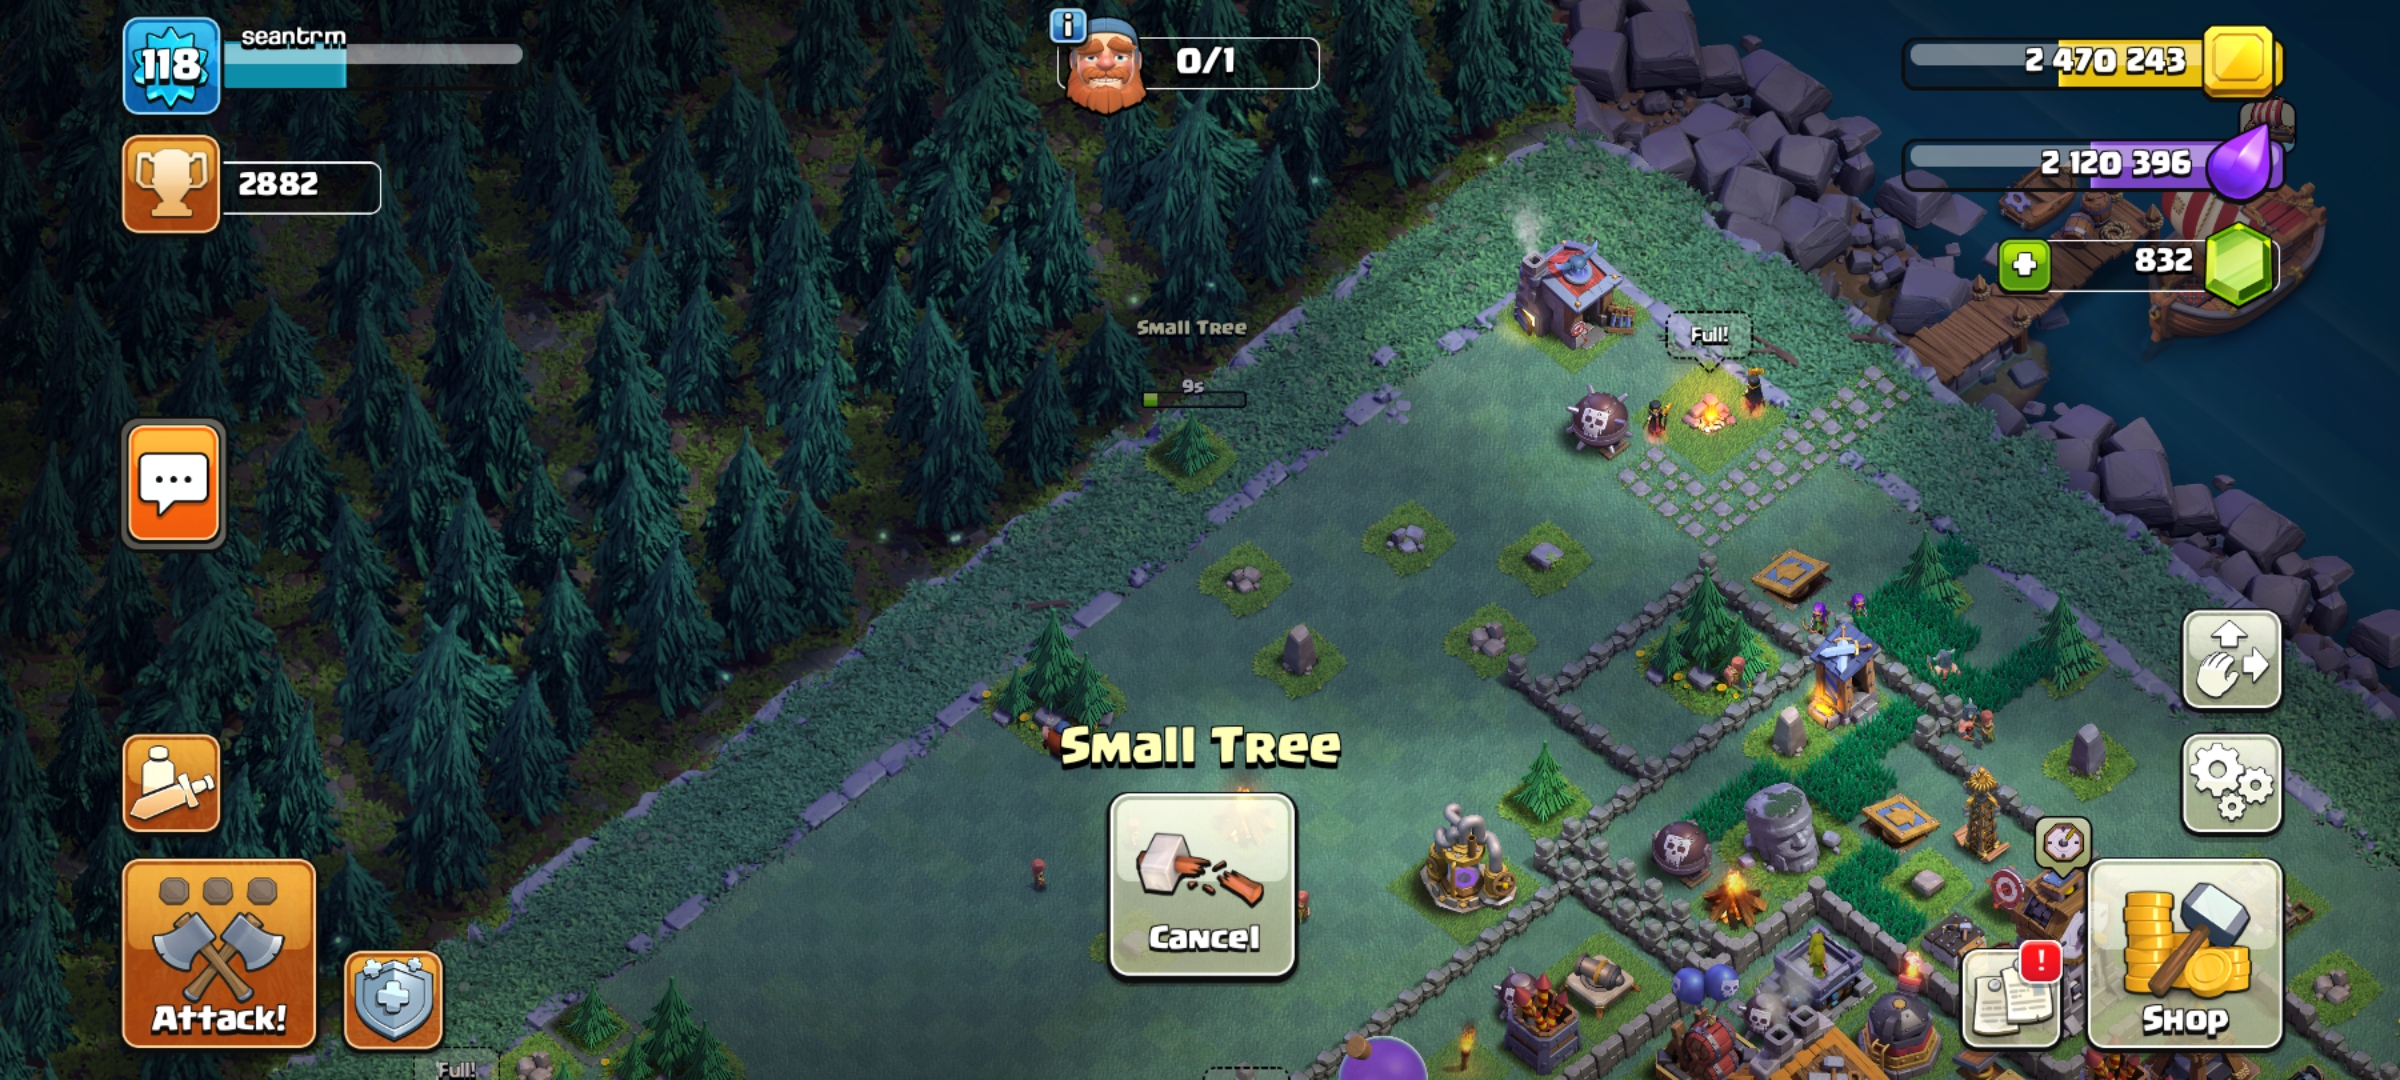 118
seantrm
0/1
2 470 243
2882
2 120 396
832
Small Tree
9s
Full!
Small Tree
Cancel
Attack!
!
Shop
Full!